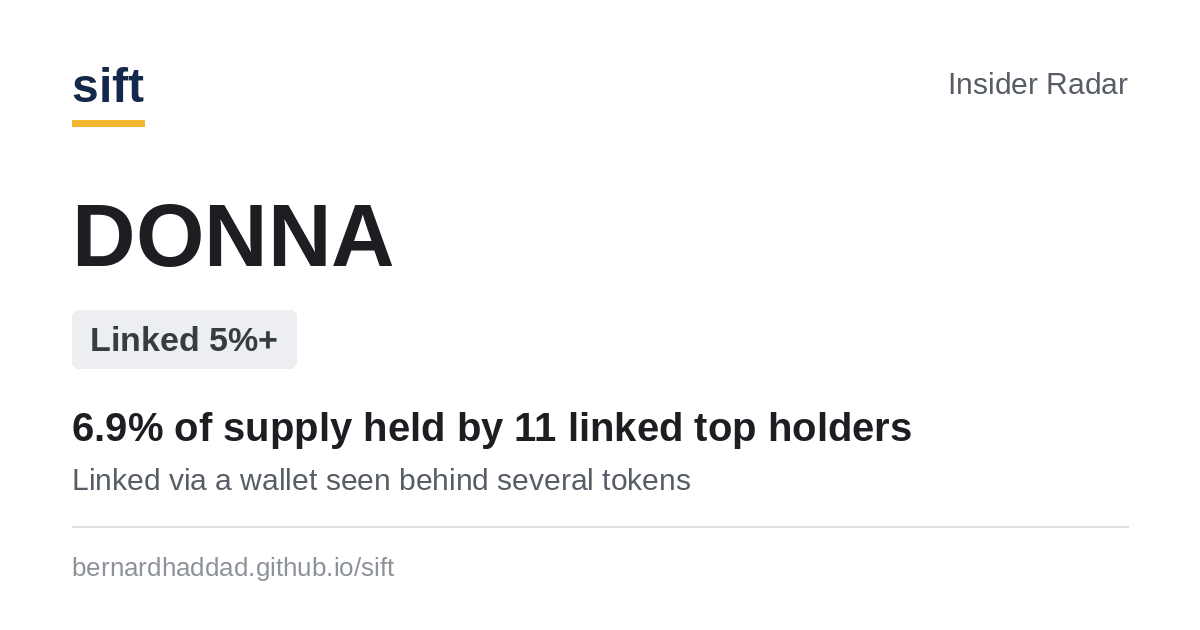 sift
Insider Radar
DONNA
Linked 5%+
6.9% of supply held by 11 linked top holders
Linked via a wallet seen behind several tokens
bernardhaddad.github.io/sift